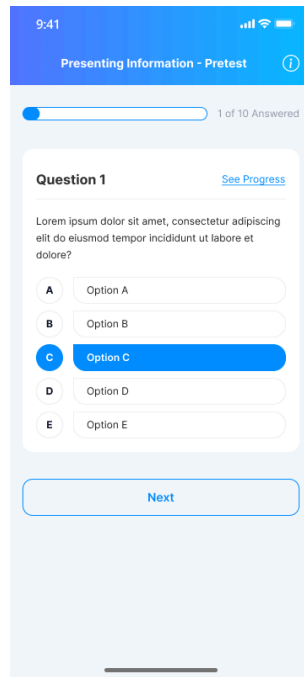 9:41
Presenting Information - Pretest
1 of 10 Answered
Question 1
See Progress
Lorem ipsum dolor sit amet, consectetur adipiscing
elit do eiusmod tempor incididunt ut labore et
dolore?
A Option A
B Option B
C Option C
D Option D
E Option E
Next